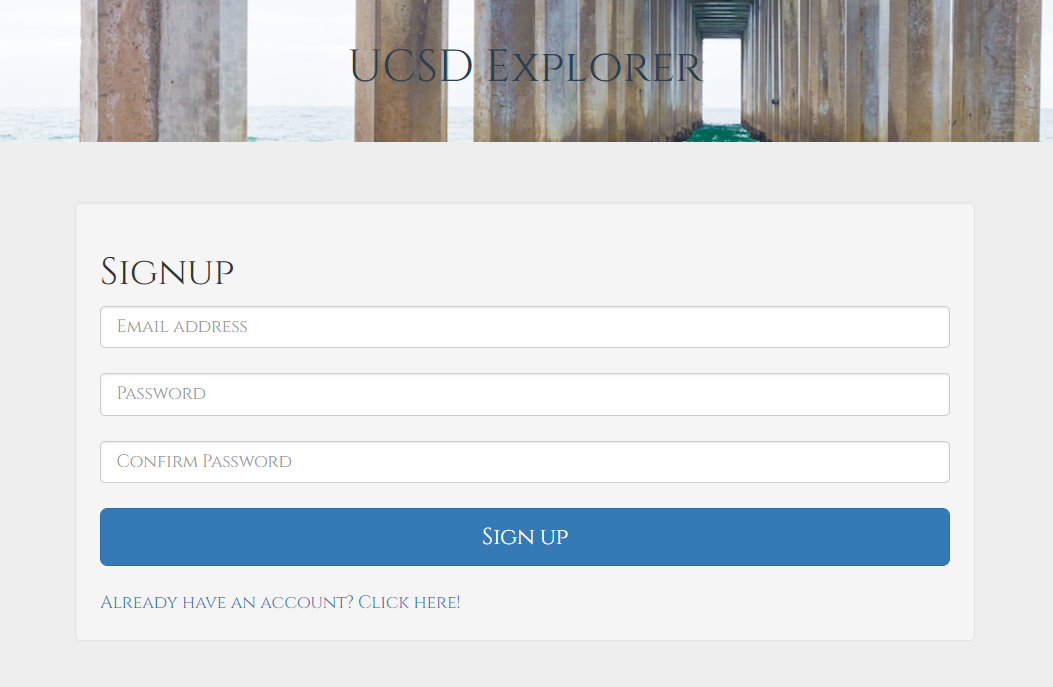 UCSD Explorer
Signup
Email address
Password
Confirm Password
Sign up
Already have an account? Click here!